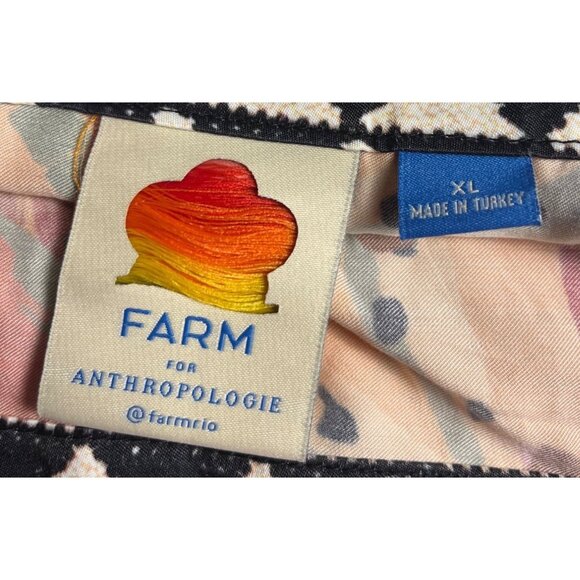 FARM
FOR
ANTHROPOLOGIE
@farmrio
XL
MADE IN TURKEY